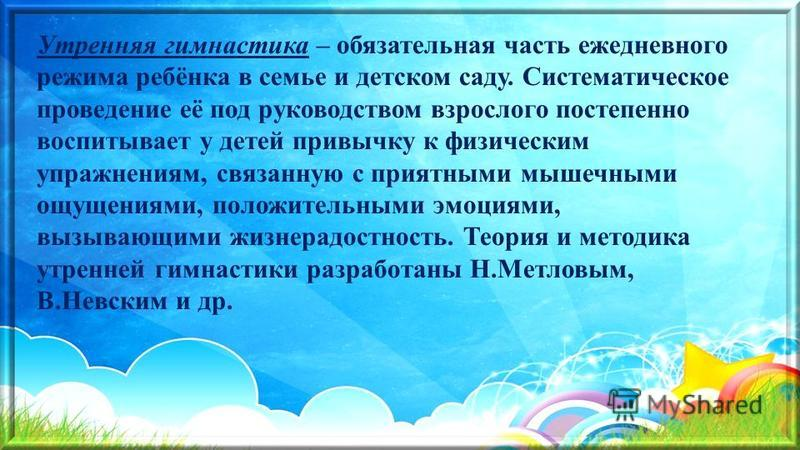 Утренняя гимнастика – обязательная часть ежедневного
режима ребёнка в семье и детском саду. Систематическое
проведение её под руководством взрослого постепенно
воспитывает у детей привычку к физическим
упражнениям, связанную с приятными мышечными
ощущениями, положительными эмоциями,
вызывающими жизнерадостность. Теория и методика
утренней гимнастики разработаны Н.Метловым,
В.Невским и др.
MyShared